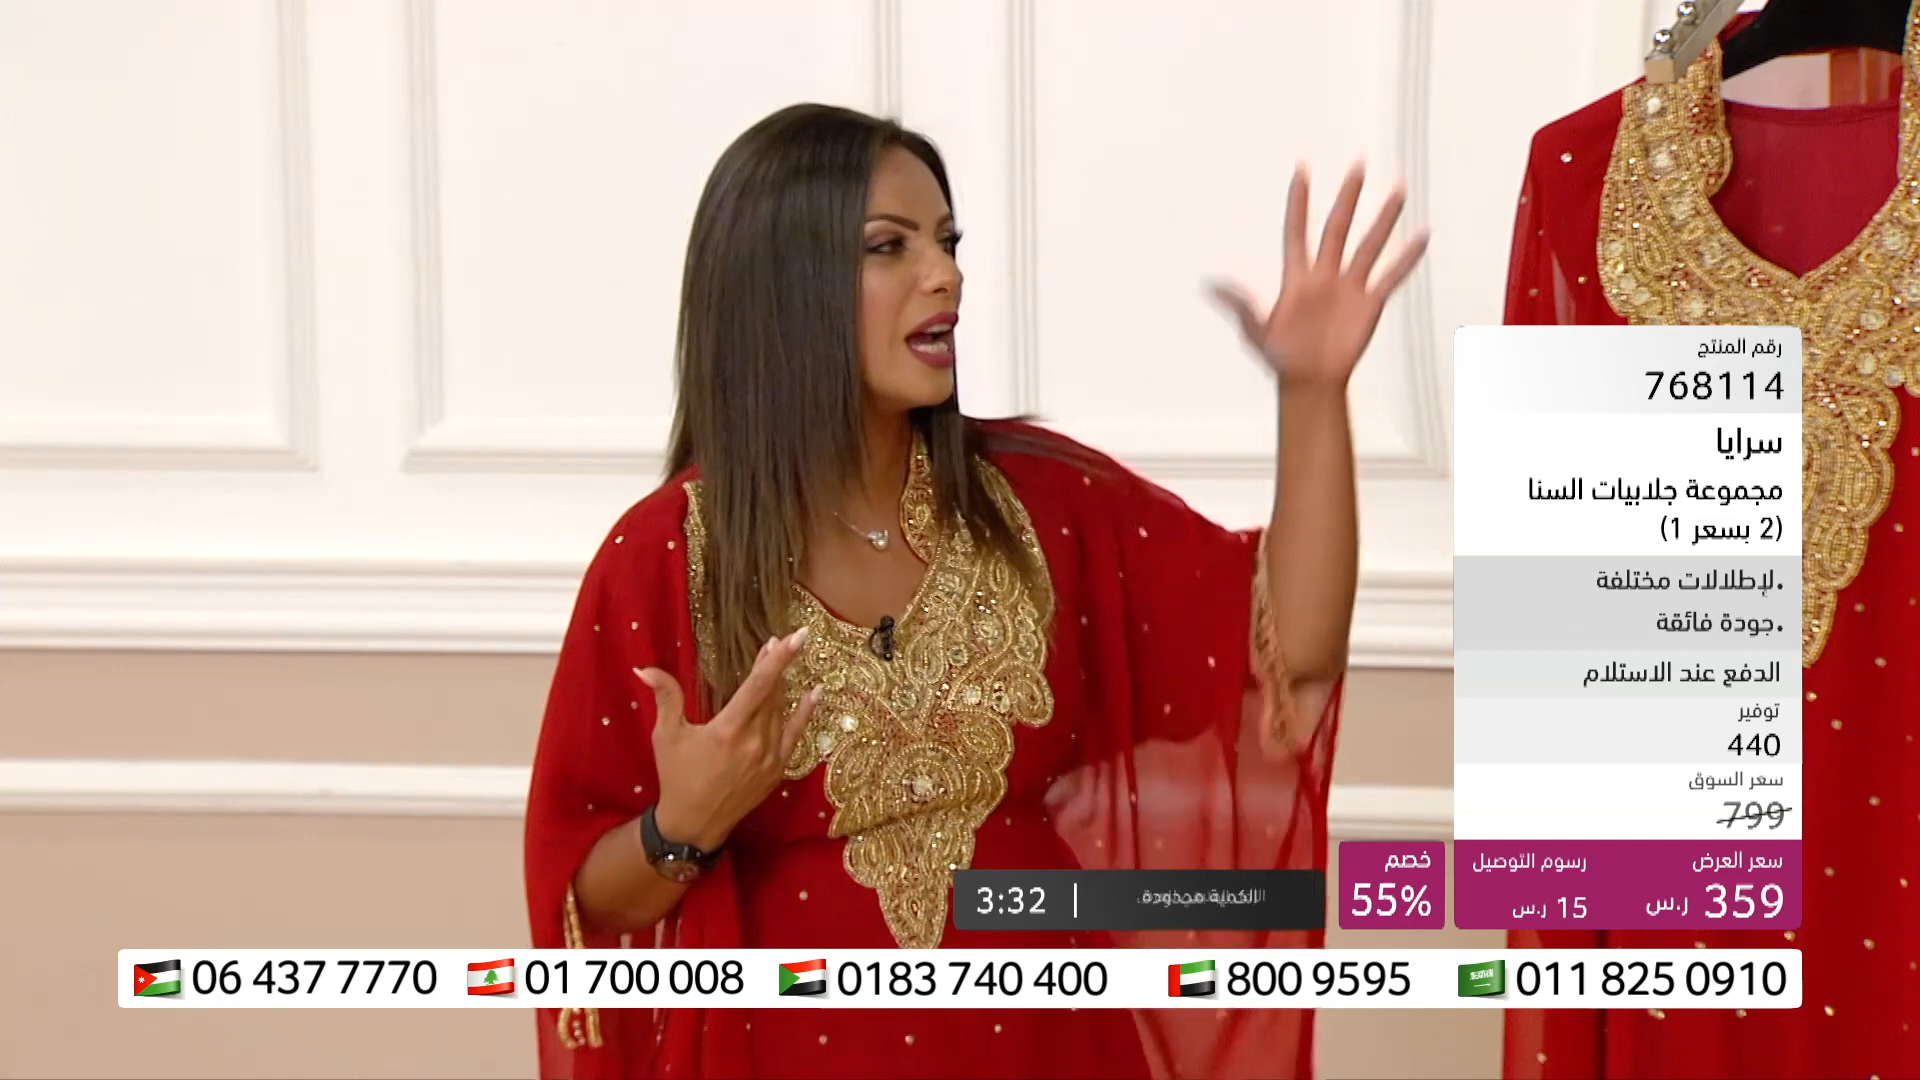 رقم المنتج
768114
سرايا
مجموعة جلابيات السنا
(2 بسعر 1)
.لإطلالات مختلفة
.جودة فائقة
الدفع عند الاستلام
توفير
440
سعر السوق
799
سعر العرض
359 ر.س
رسوم التوصيل
15 ر.س
خصم
55%
3:32 |
06 437 7770
01 700 008
0183 740 400
800 9595
011 825 0910